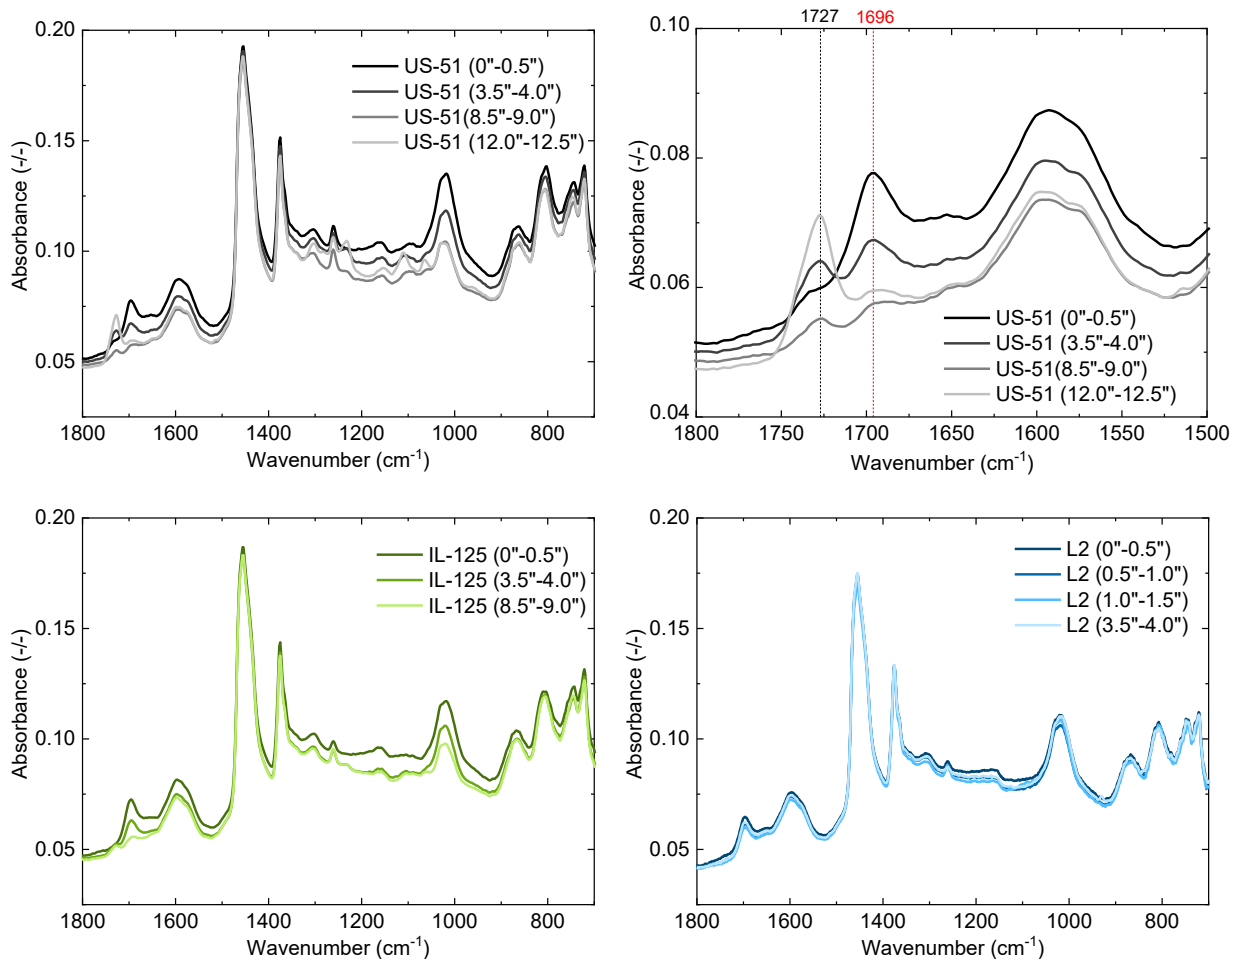 0.20
0.15
0.10
0.05
Absorbance (-/-)
US-51 (0"-0.5")
US-51 (3.5"-4.0")
US-51(8.5"-9.0")
US-51 (12.0"-12.5")
1800 1600 1400 1200 1000 800
Wavenumber (cm-1)
1727 1696
0.10
0.08
0.06
0.04
Absorbance (-/-)
US-51 (0"-0.5")
US-51 (3.5"-4.0")
US-51(8.5"-9.0")
US-51 (12.0"-12.5")
1800 1750 1700 1650 1600 1550 1500
Wavenumber (cm-1)
0.20
0.15
0.10
0.05
Absorbance (-/-)
IL-125 (0"-0.5")
IL-125 (3.5"-4.0")
IL-125 (8.5"-9.0")
1800 1600 1400 1200 1000 800
Wavenumber (cm-1)
0.20
0.15
0.10
0.05
Absorbance (-/-)
L2 (0"-0.5")
L2 (0.5"-1.0")
L2 (1.0"-1.5")
L2 (3.5"-4.0")
1800 1600 1400 1200 1000 800
Wavenumber (cm-1)